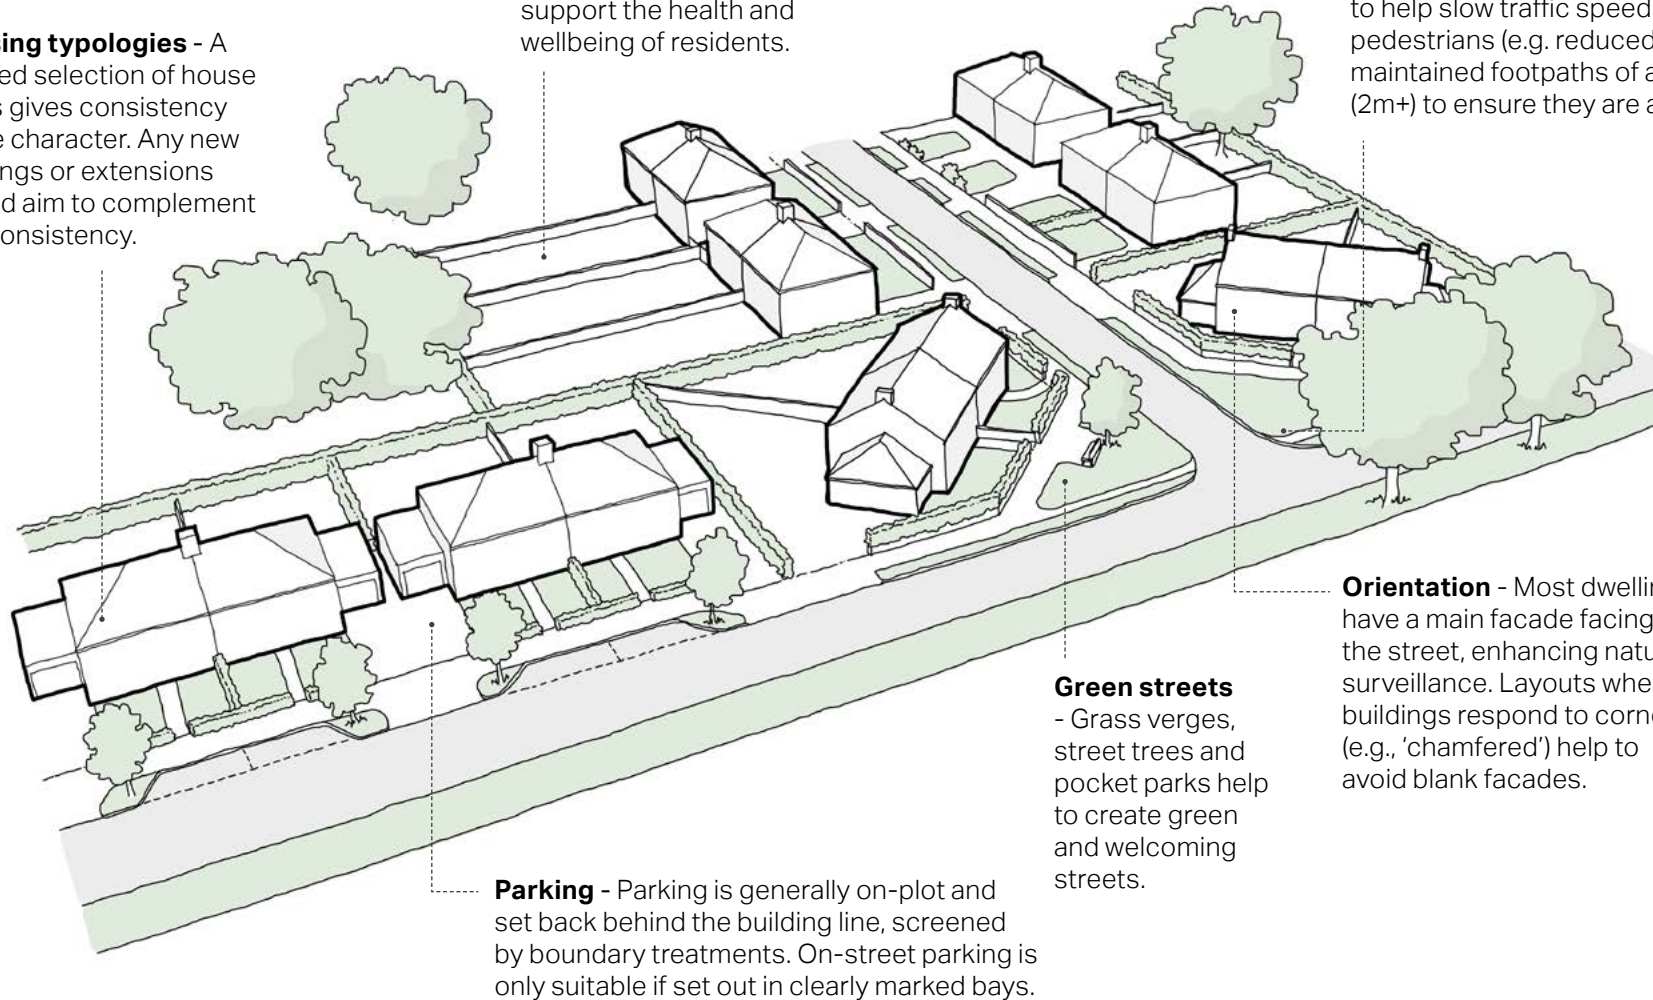 sing typologies - A
ed selection of house
s gives consistency
e character. Any new
ngs or extensions
d aim to complement
onsistency.
support the health and
wellbeing of residents.
to help slow traffic speed
pedestrians (e.g. reduced
maintained footpaths of a
(2m+) to ensure they are a
Orientation - Most dwellin
have a main facade facing
the street, enhancing natu
surveillance. Layouts whe
buildings respond to corne
(e.g., ‘chamfered’) help to
avoid blank facades.
Green streets
- Grass verges,
street trees and
pocket parks help
to create green
and welcoming
streets.
Parking - Parking is generally on-plot and
set back behind the building line, screened
by boundary treatments. On-street parking is
only suitable if set out in clearly marked bays.